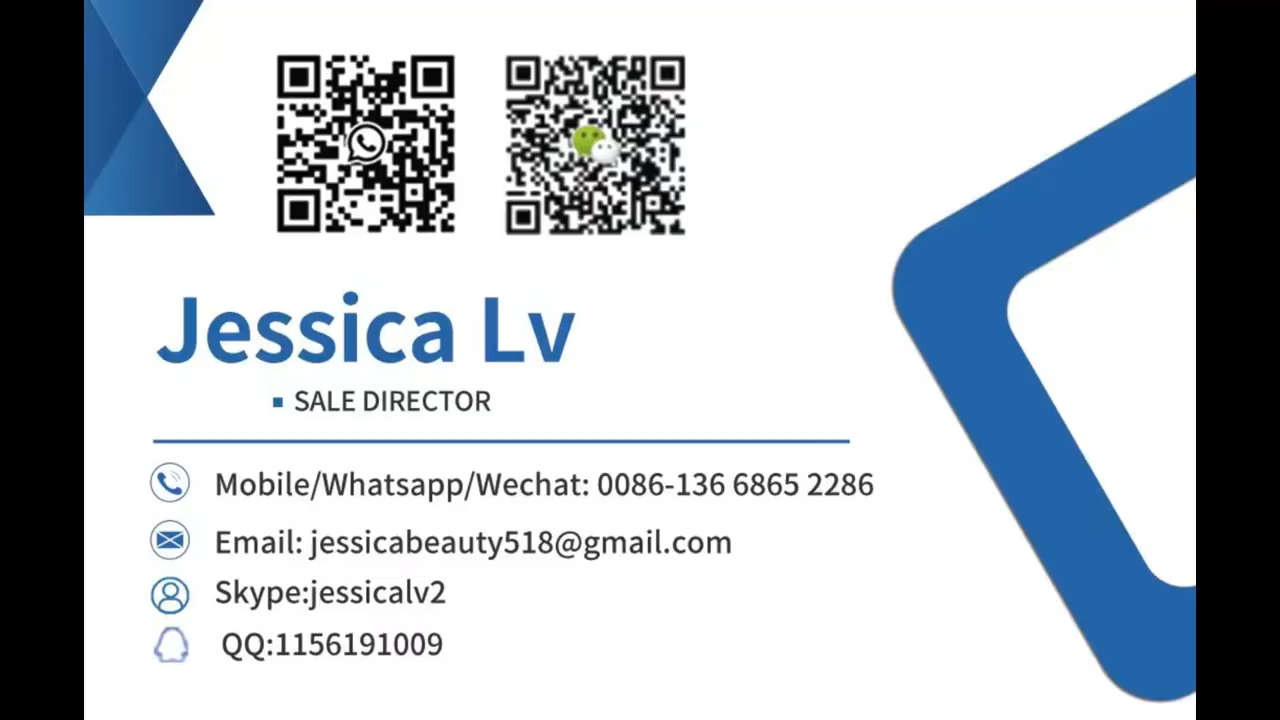 Jessica Lv
SALE DIRECTOR
Mobile/Whatsapp/Wechat: 0086-136 6865 2286
Email: jessicabeauty518@gmail.com
Skype:jessicalv2
QQ:1156191009